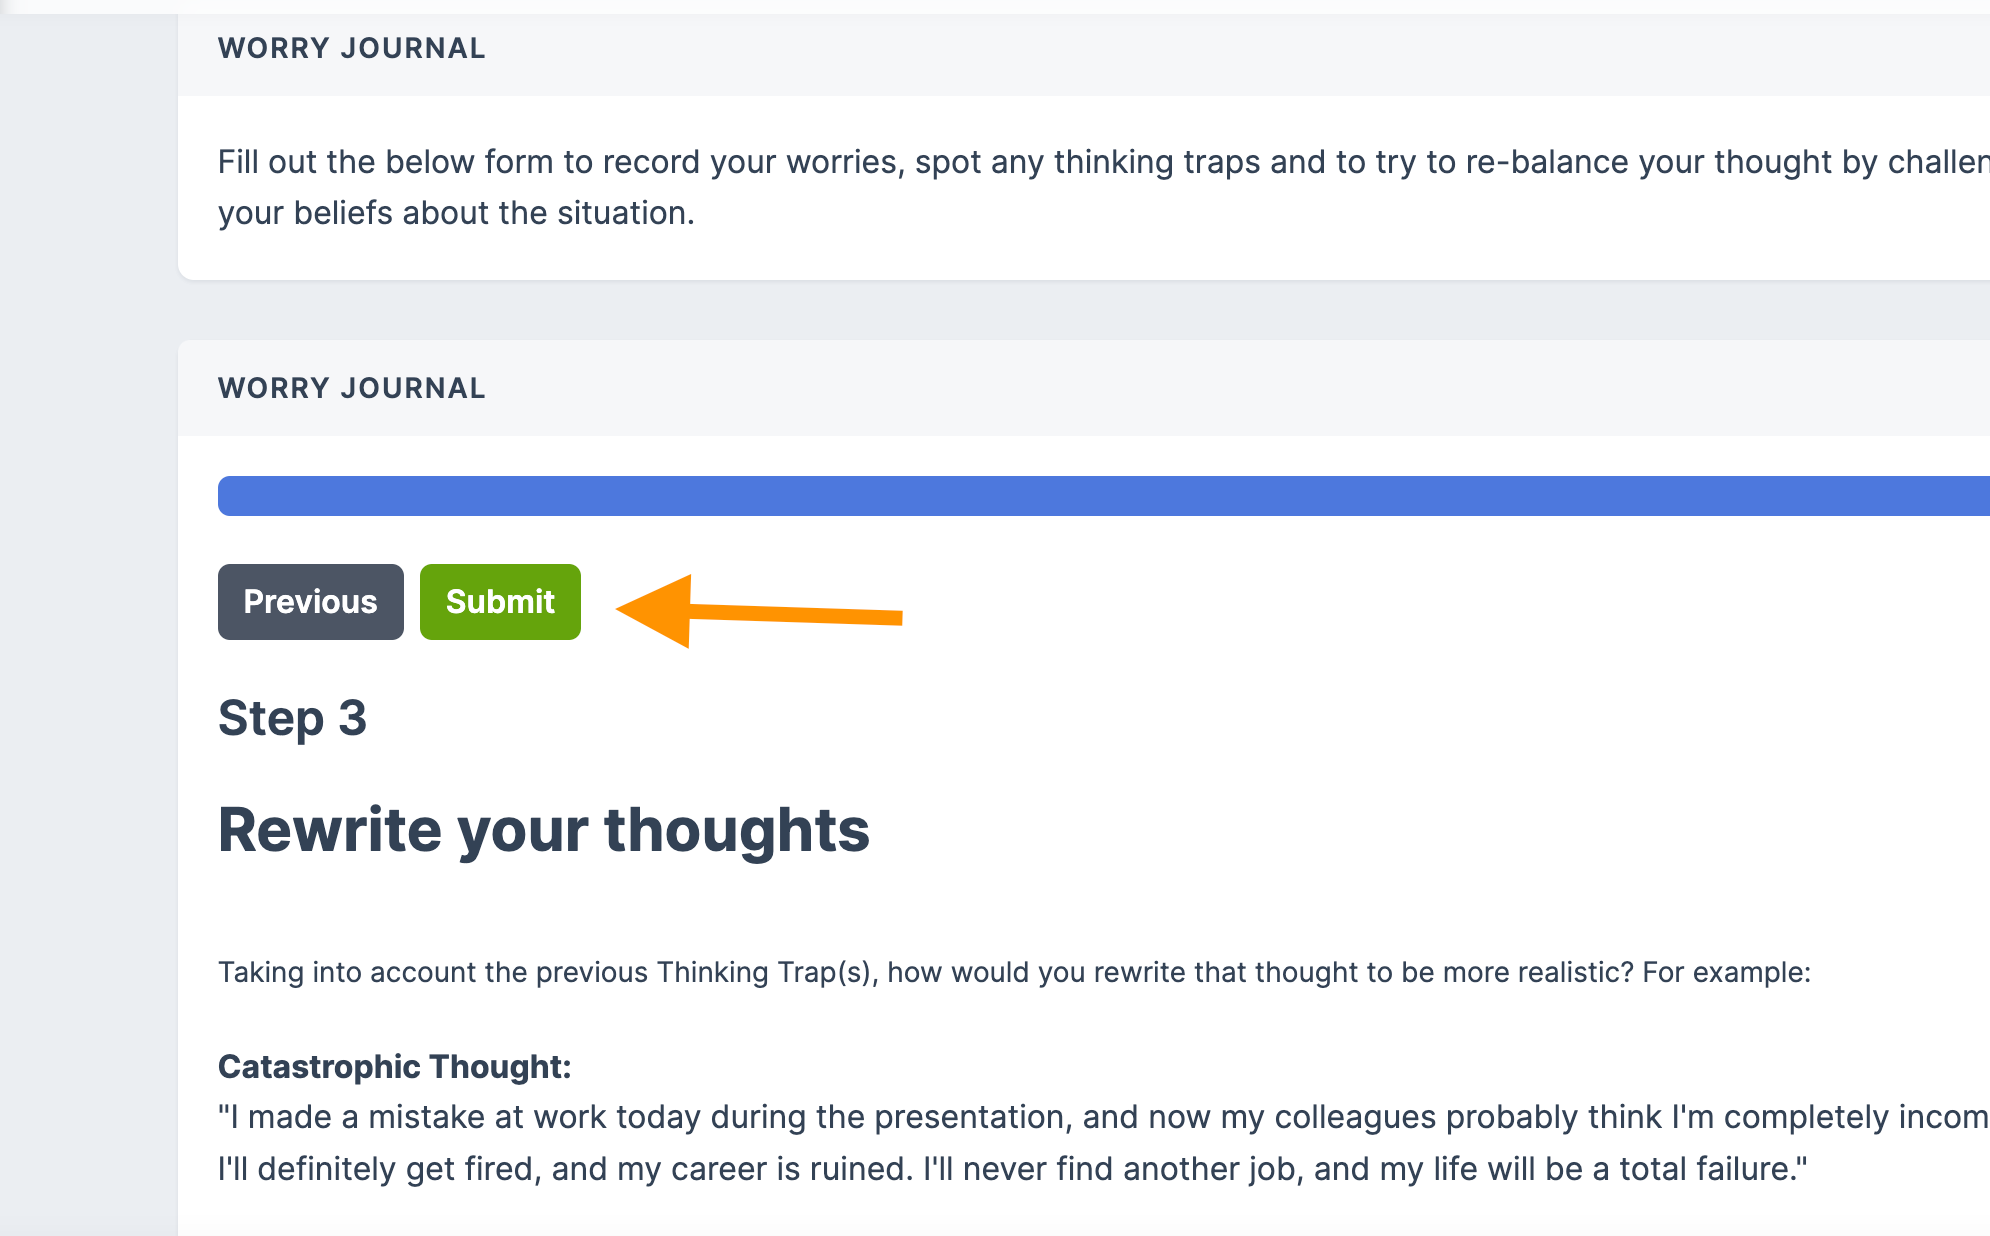 WORRY JOURNAL
Fill out the below form to record your worries, spot any thinking traps and to try to re-balance your thought by challen
your beliefs about the situation.
WORRY JOURNAL
Previous Submit
Step 3
Rewrite your thoughts
Taking into account the previous Thinking Trap(s), how would you rewrite that thought to be more realistic? For example:
Catastrophic Thought:
"I made a mistake at work today during the presentation, and now my colleagues probably think I'm completely incom
I'll definitely get fired, and my career is ruined. I'll never find another job, and my life will be a total failure."